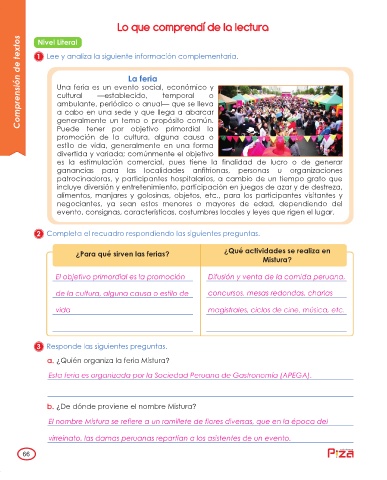 Lo que comprendí de la lectura
Comprensión de textos
Nivel Literal
1 Lee y analiza la siguiente información complementaria.
La feria
Una feria es un evento social, económico y
cultural —establecido, temporal o
ambulante, periódico o anual— que se lleva
a cabo en una sede y que llega a abarcar
generalmente un tema o propósito común.
Puede tener por objetivo primordial la
promoción de la cultura, alguna causa o
estilo de vida, generalmente en una forma
divertida y variada; comúnmente el objetivo
es la estimulación comercial, pues tiene la finalidad de lucro o de generar
ganancias para las localidades anfitrionas, personas u organizaciones
patrocinadoras, y participantes hospitalarios, a cambio de un tiempo grato que
incluye diversión y entretenimiento, participación en juegos de azar y de destreza,
alimentos, manjares y golosinas, objetos, etc., para los participantes visitantes y
negociantes, ya sean estos menores o mayores de edad, dependiendo del
evento, consignas, características, costumbres locales y leyes que rigen el lugar.
2 Completa el recuadro respondiendo las siguientes preguntas.
¿Para qué sirven las ferias?
¿Qué actividades se realiza en
Mistura?
El objetivo primordial es la promoción
de la cultura, alguna causa o estilo de
vida
Difusión y venta de la comida peruana,
concursos, mesas redondas, charlas
magistrales, ciclos de cine, música, etc.
3 Responde las siguientes preguntas.
a. ¿Quién organiza la feria Mistura?
Esta feria es organizada por la Sociedad Peruana de Gastronomía (APEGA).
b. ¿De dónde proviene el nombre Mistura?
El nombre Mistura se refiere a un ramillete de flores diversas, que en la época del
virreinato, las damas peruanas repartían a los asistentes de un evento.
66